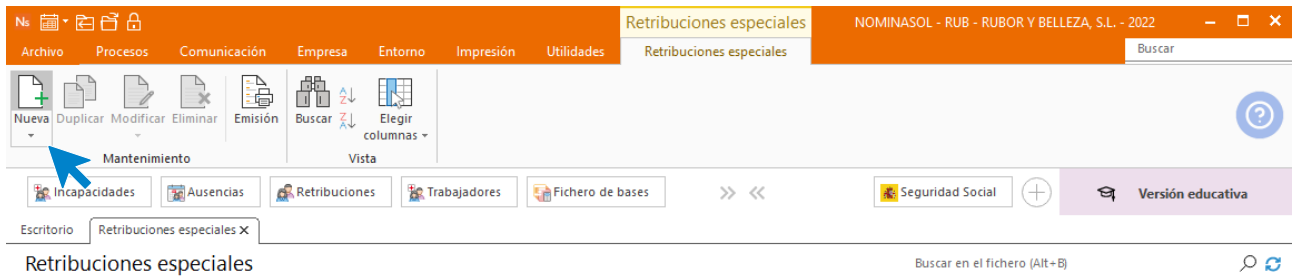 Ns Retribuciones especiales NOMINASOL - RUB - RUBOR Y BELLEZA, S.L. - 2022
Archivo Procesos Comunicación Empresa Entorno Impresión Utilidades Retribuciones especiales Buscar
Nueva Duplicar Modificar Eliminar Emisión Buscar A Z Z A Elegir columnas
Mantenimiento Vista
Incapacidades Ausencias Retribuciones Trabajadores Fichero de bases Seguridad Social Versión educativa
Escritorio Retribuciones especiales X
Retribuciones especiales Buscar en el fichero (Alt+B)